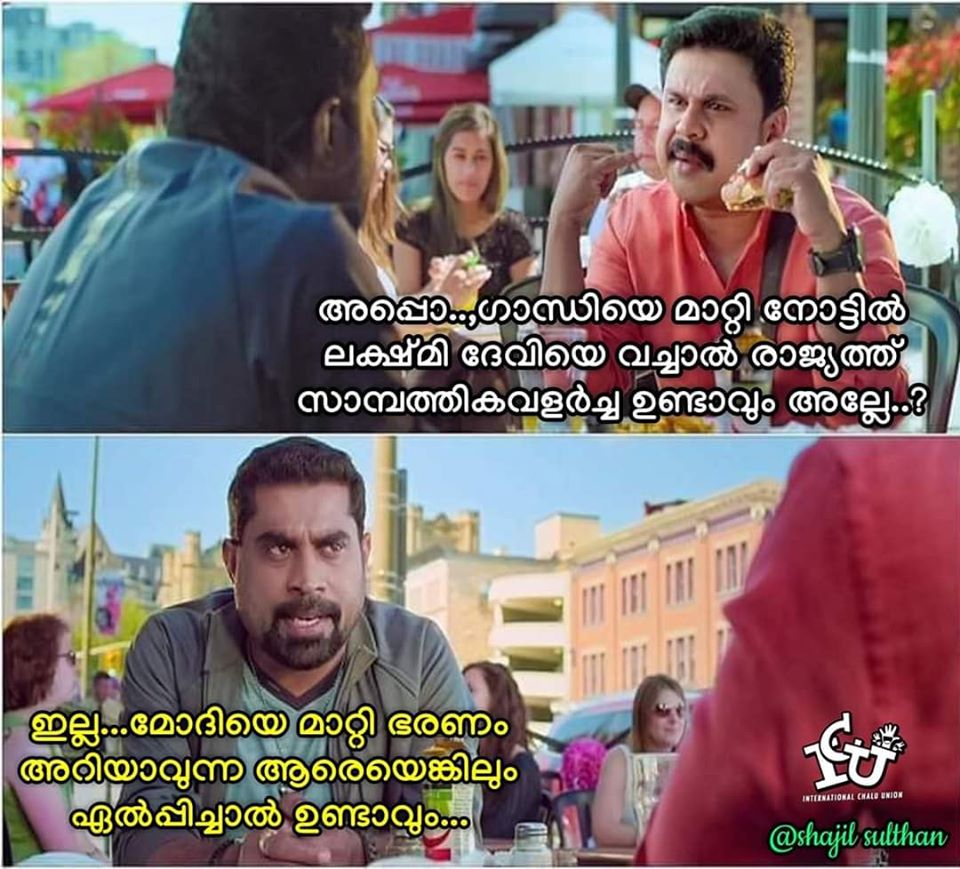 അപ്പൊ..,ഗാന്ധിയെ മാറ്റി നോട്ടിൽ
ലക്ഷ്മി ദേവിയെ വച്ചാൽ രാജ്യത്ത്
സാമ്പത്തികവളർച്ച ഉണ്ടാവും അല്ലേ..?
ഇല്ല...മോദിയെ മാറ്റി ഭരണം
അറിയാവുന്ന ആരെയെങ്കിലും
ഏൽപ്പിച്ചാൽ ഉണ്ടാവും...
ICU
INTERNATIONAL CHALU UNION
@shajil sulthan